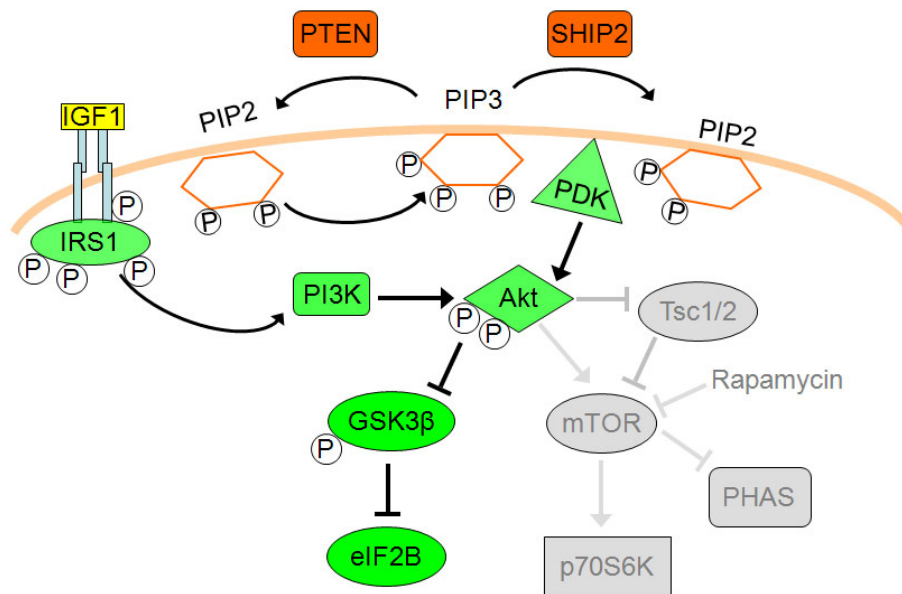 PTEN
SHIP2
IGF1
PIP2
PIP3
PIP2
P
P
P
P
P
P
P
P
PDK
P
IRS1
P
P
P
PI3K
Akt
P
P
Tsc1/2
Rapamycin
GSK3β
P
mTOR
PHAS
eIF2B
p70S6K